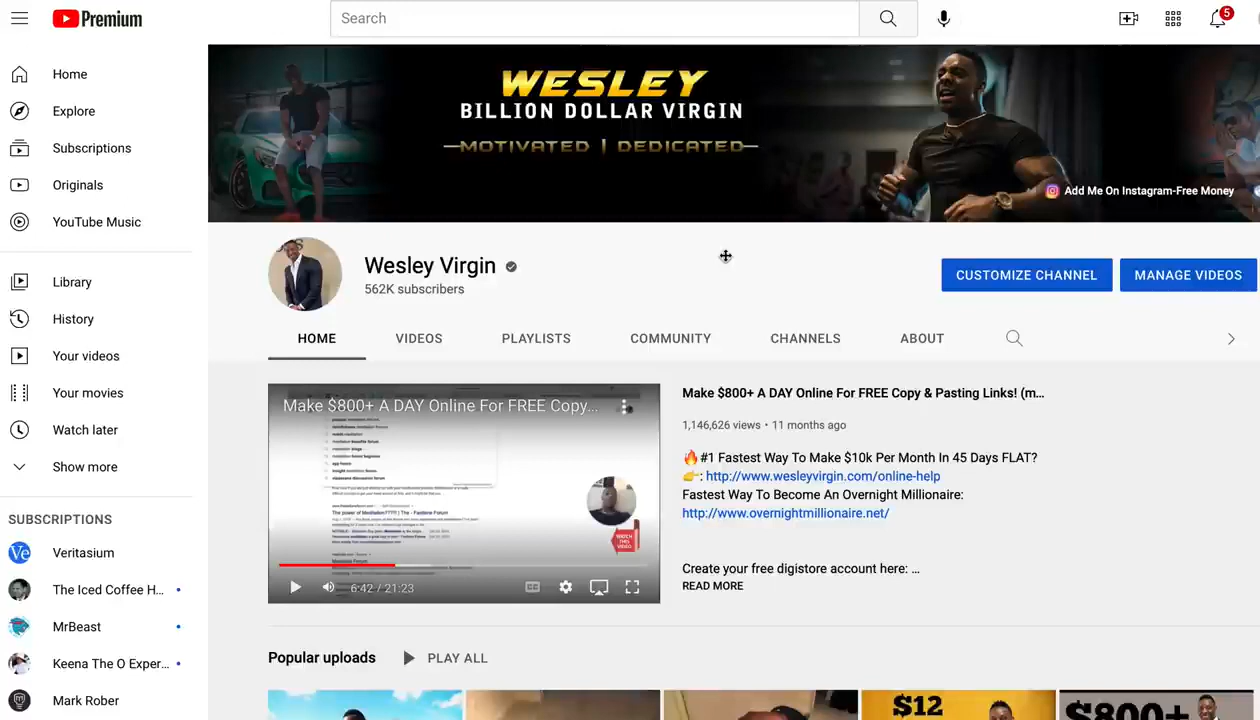 Premium
Search
5
Home
Explore
Subscriptions
Originals
YouTube Music
Library
History
Your videos
Your movies
Watch later
Show more
SUBSCRIPTIONS
Veritasium
The Iced Coffee H...
MrBeast
Keena The O Exper...
Mark Rober
WESLEY
BILLION DOLLAR VIRGIN
MOTIVATED | DEDICATED
Add Me On Instagram-Free Money
Wesley Virgin
562K subscribers
CUSTOMIZE CHANNEL
MANAGE VIDEOS
HOME
VIDEOS
PLAYLISTS
COMMUNITY
CHANNELS
ABOUT
Make $800+ A DAY Online For FREE Copy...
WATCH
THIS
VIDEO
6:42 / 21:23
CC
Make $800+ A DAY Online For FREE Copy & Pasting Links! (m...
1,146,626 views • 11 months ago
🔥#1 Fastest Way To Make $10k Per Month In 45 Days FLAT?
👉: http://www.wesleyvirgin.com/online-help
Fastest Way To Become An Overnight Millionaire:
http://www.overnightmillionaire.net/
Create your free digistore account here: ...
READ MORE
Popular uploads
PLAY ALL
$12
$800+